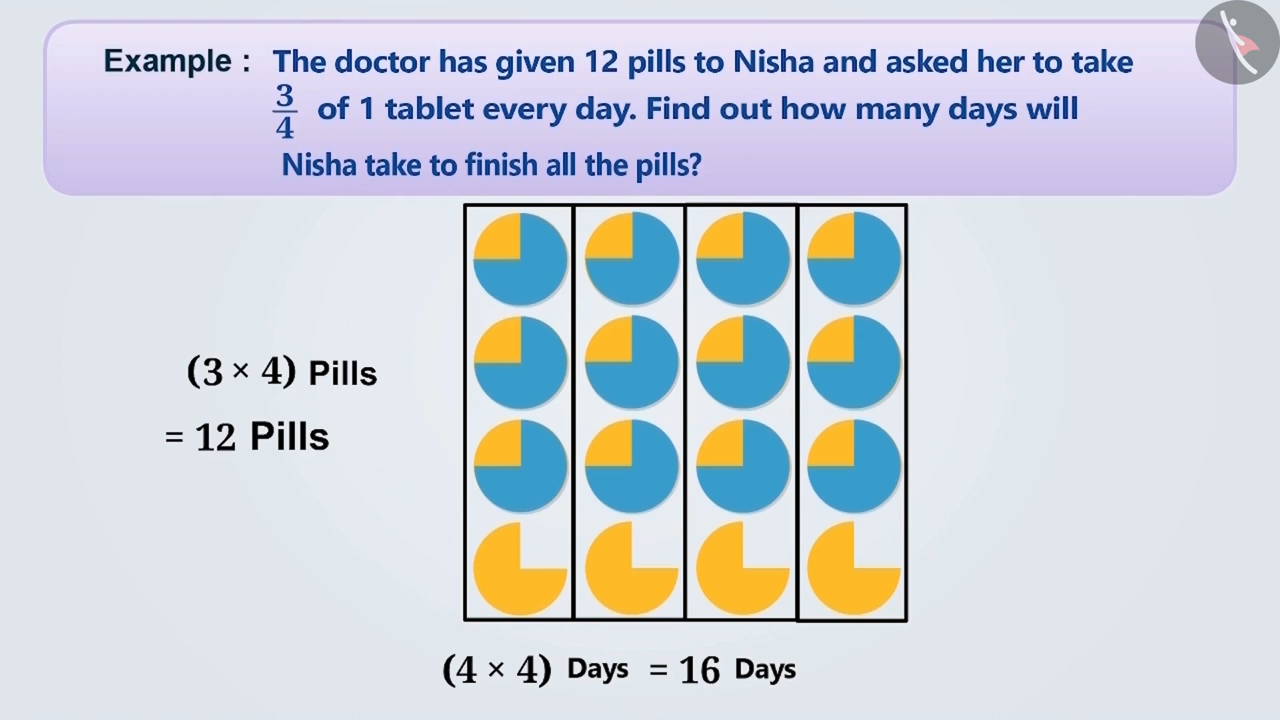 Example : The doctor has given 12 pills to Nisha and asked her to take
3/4 of 1 tablet every day. Find out how many days will
Nisha take to finish all the pills?
(3 × 4) Pills
= 12 Pills
(4 × 4) Days = 16 Days